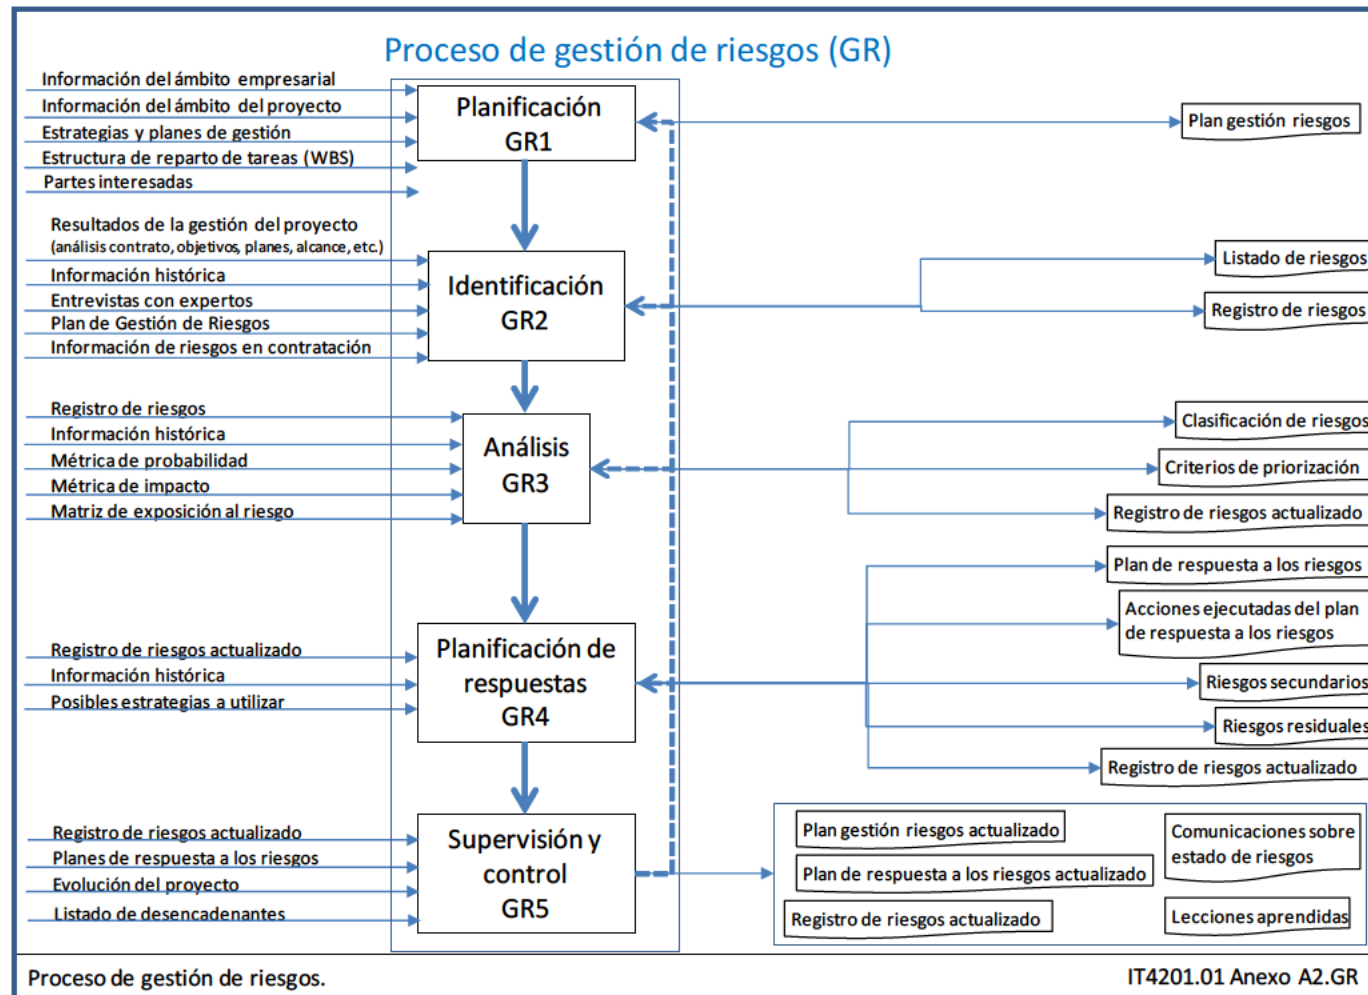 Proceso de gestión de riesgos (GR)
Información del ámbito empresarial
Información del ámbito del proyecto
Estrategias y planes de gestión
Estructura de reparto de tareas (WBS)
Partes interesadas
Planificación
GR1
Plan gestión riesgos
Resultados de la gestión del proyecto
(análisis contrato, objetivos, planes, alcance, etc.)
Información histórica
Entrevistas con expertos
Plan de Gestión de Riesgos
Información de riesgos en contratación
Identificación
GR2
Listado de riesgos
Registro de riesgos
Registro de riesgos
Información histórica
Métrica de probabilidad
Métrica de impacto
Matriz de exposición al riesgo
Análisis
GR3
Clasificación de riesgos
Criterios de priorización
Registro de riesgos actualizado
Registro de riesgos actualizado
Información histórica
Posibles estrategias a utilizar
Planificación de
respuestas
GR4
Plan de respuesta a los riesgos
Acciones ejecutadas del plan
de respuesta a los riesgos
Riesgos secundarios
Riesgos residuales
Registro de riesgos actualizado
Registro de riesgos actualizado
Planes de respuesta a los riesgos
Evolución del proyecto
Listado de desencadenantes
Supervisión y
control
GR5
Plan gestión riesgos actualizado
Plan de respuesta a los riesgos actualizado
Registro de riesgos actualizado
Comunicaciones sobre
estado de riesgos
Lecciones aprendidas
Proceso de gestión de riesgos.
IT4201.01 Anexo A2.GR